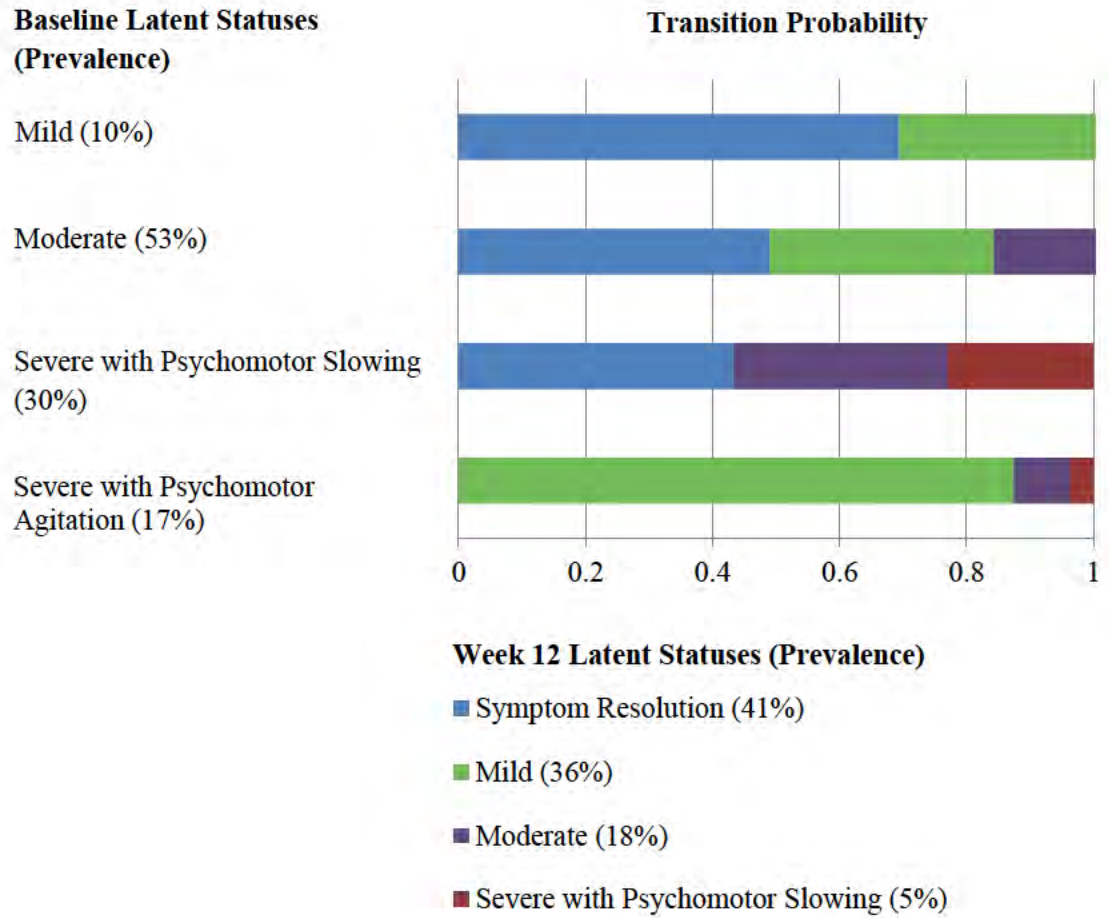 Baseline Latent Statuses
(Prevalence)
Transition Probability
Mild (10%)
Moderate (53%)
Severe with Psychomotor Slowing
(30%)
Severe with Psychomotor
Agitation (17%)
0 0.2 0.4 0.6 0.8 1
Week 12 Latent Statuses (Prevalence)
Symptom Resolution (41%)
Mild (36%)
Moderate (18%)
Severe with Psychomotor Slowing (5%)